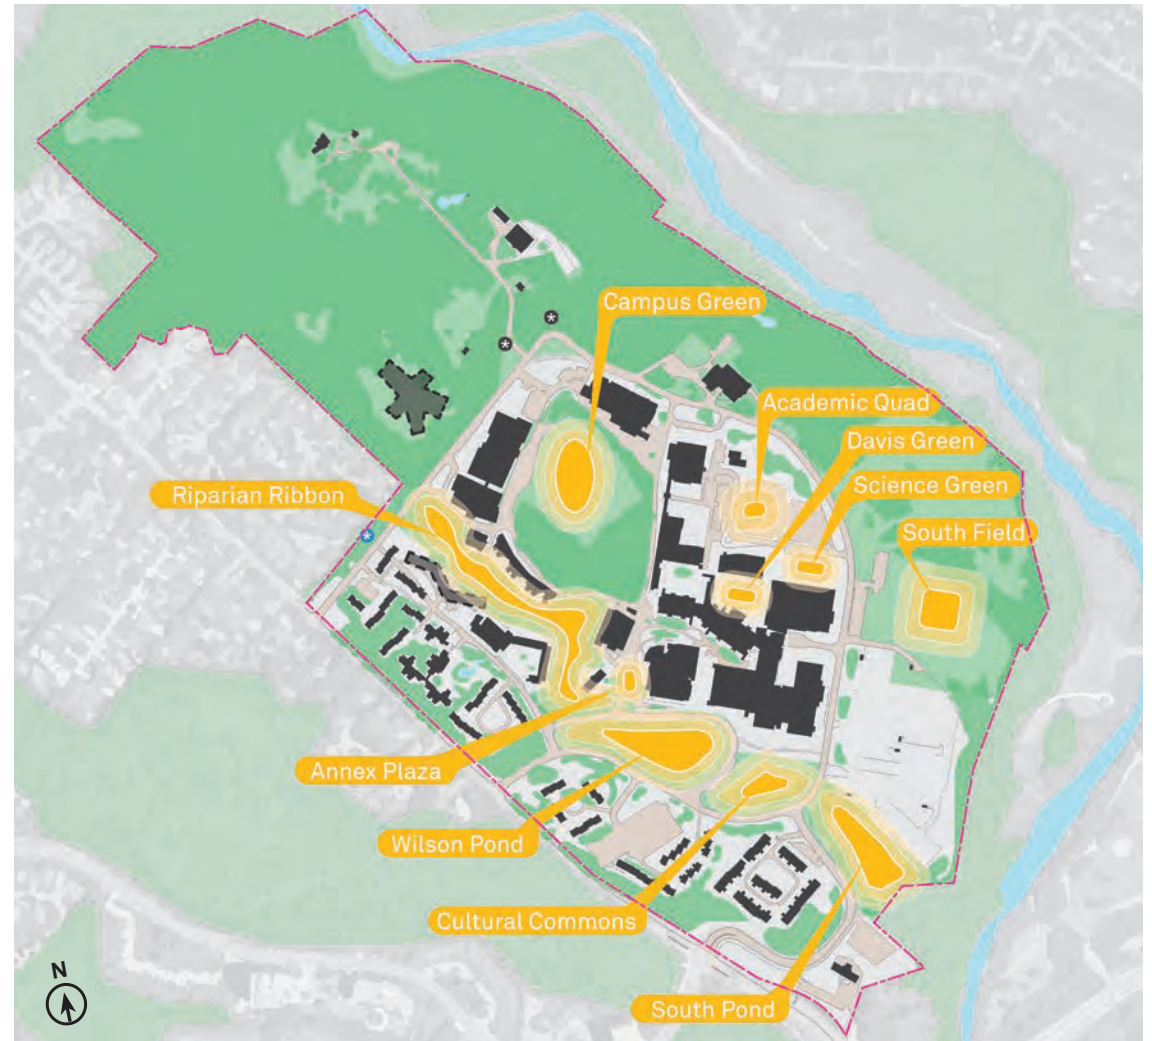 Campus Green
Academic Quad
Davis Green
Science Green
Riparian Ribbon
South Field
Annex Plaza
Wilson Pond
Cultural Commons
N
South Pond